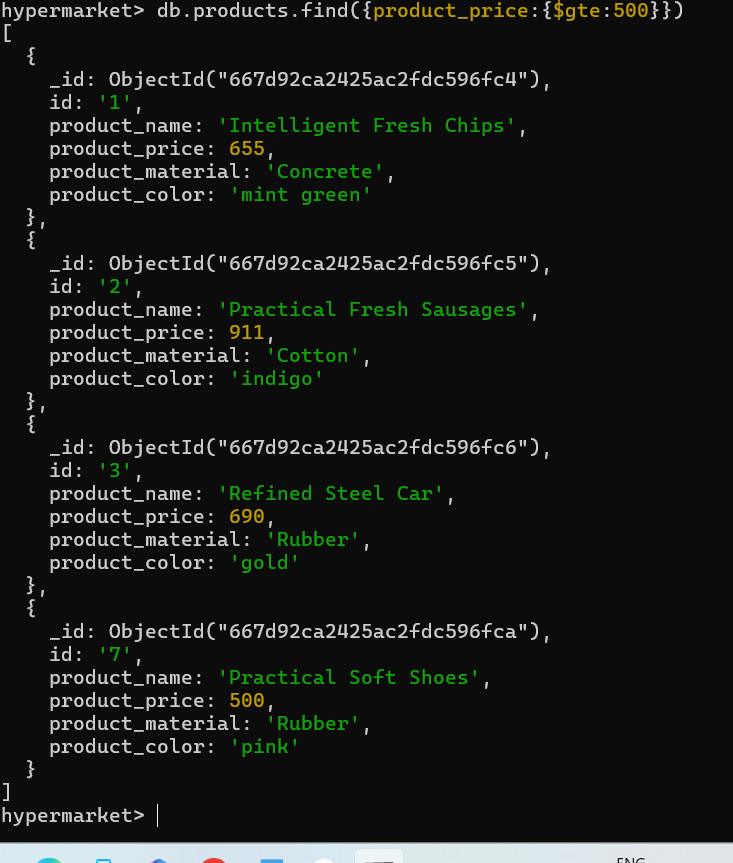 hypermarket> db.products.find({product_price:{$gte:500}})
[
  {
    _id: ObjectId("667d92ca2425ac2fdc596fc4"),
    id: '1',
    product_name: 'Intelligent Fresh Chips',
    product_price: 655,
    product_material: 'Concrete',
    product_color: 'mint green'
  },
  {
    _id: ObjectId("667d92ca2425ac2fdc596fc5"),
    id: '2',
    product_name: 'Practical Fresh Sausages',
    product_price: 911,
    product_material: 'Cotton',
    product_color: 'indigo'
  },
  {
    _id: ObjectId("667d92ca2425ac2fdc596fc6"),
    id: '3',
    product_name: 'Refined Steel Car',
    product_price: 690,
    product_material: 'Rubber',
    product_color: 'gold'
  },
  {
    _id: ObjectId("667d92ca2425ac2fdc596fca"),
    id: '7',
    product_name: 'Practical Soft Shoes',
    product_price: 500,
    product_material: 'Rubber',
    product_color: 'pink'
  }
]
hypermarket>
ENG